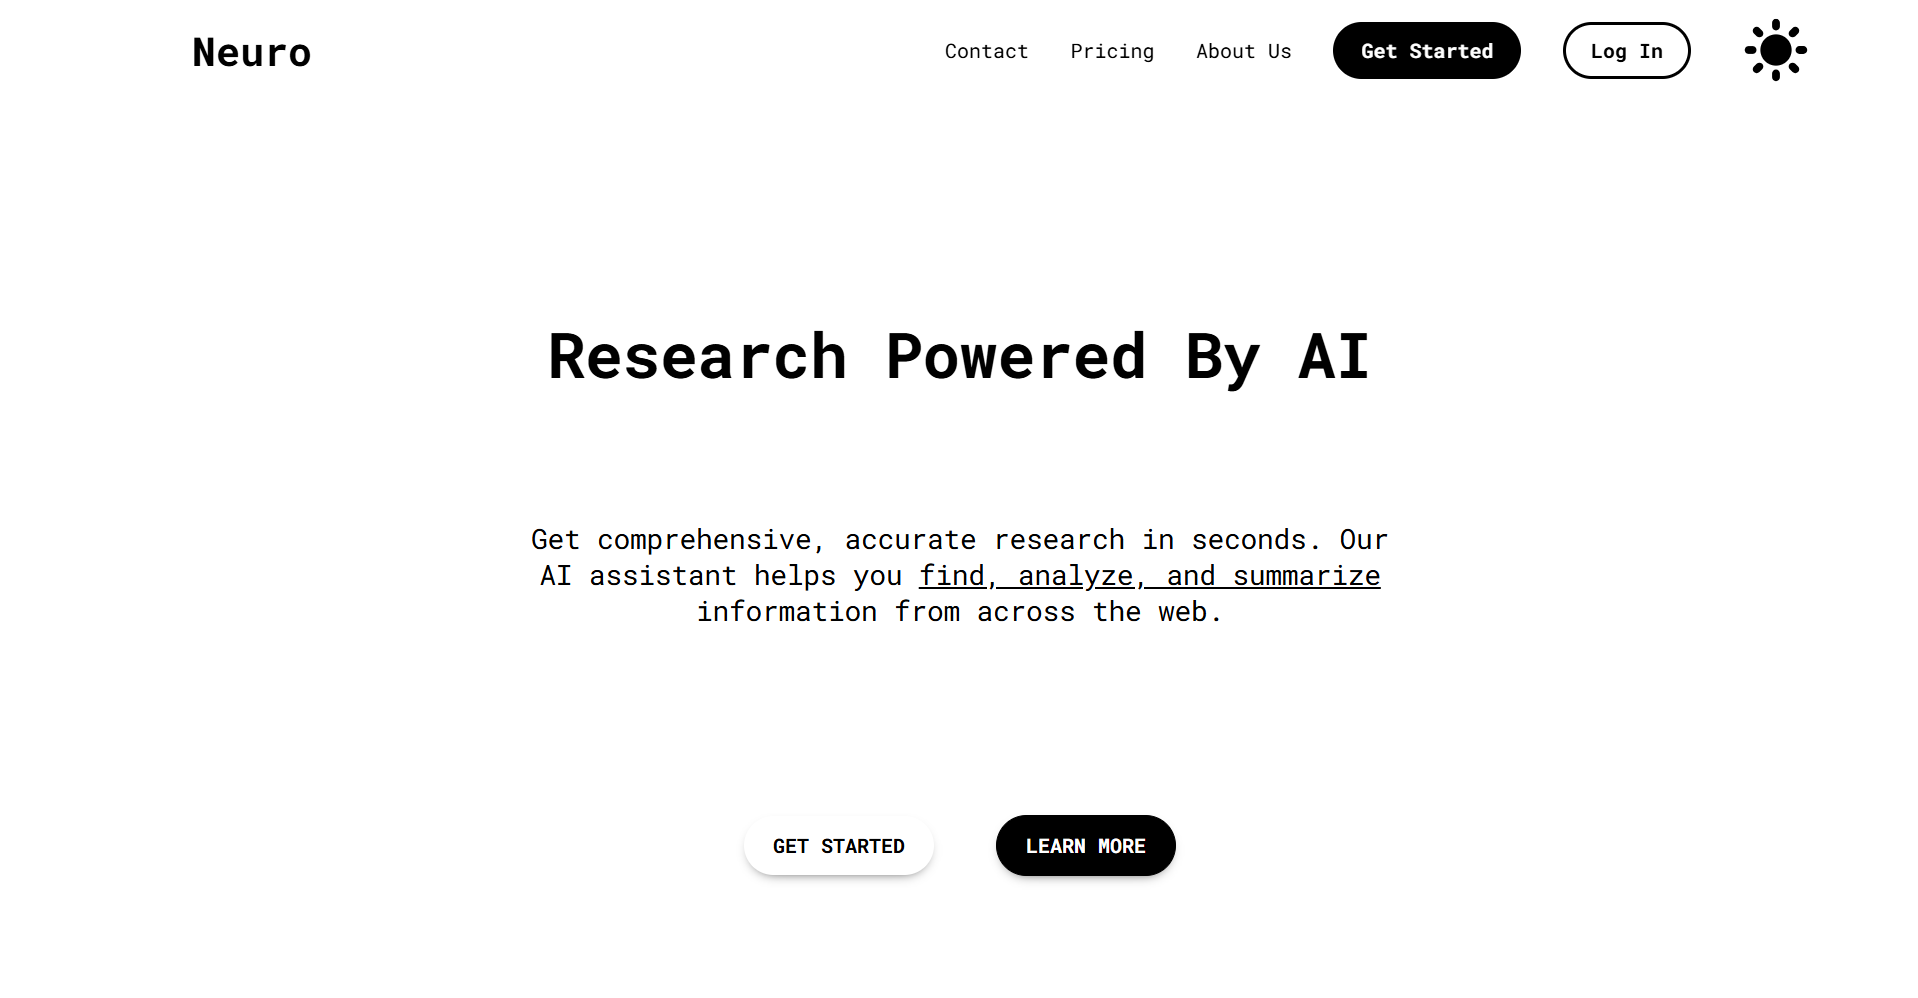 Neuro
Contact
Pricing
About Us
Get Started
Log In
Research Powered By AI
Get comprehensive, accurate research in seconds. Our
AI assistant helps you find, analyze, and summarize
information from across the web.
GET STARTED
LEARN MORE